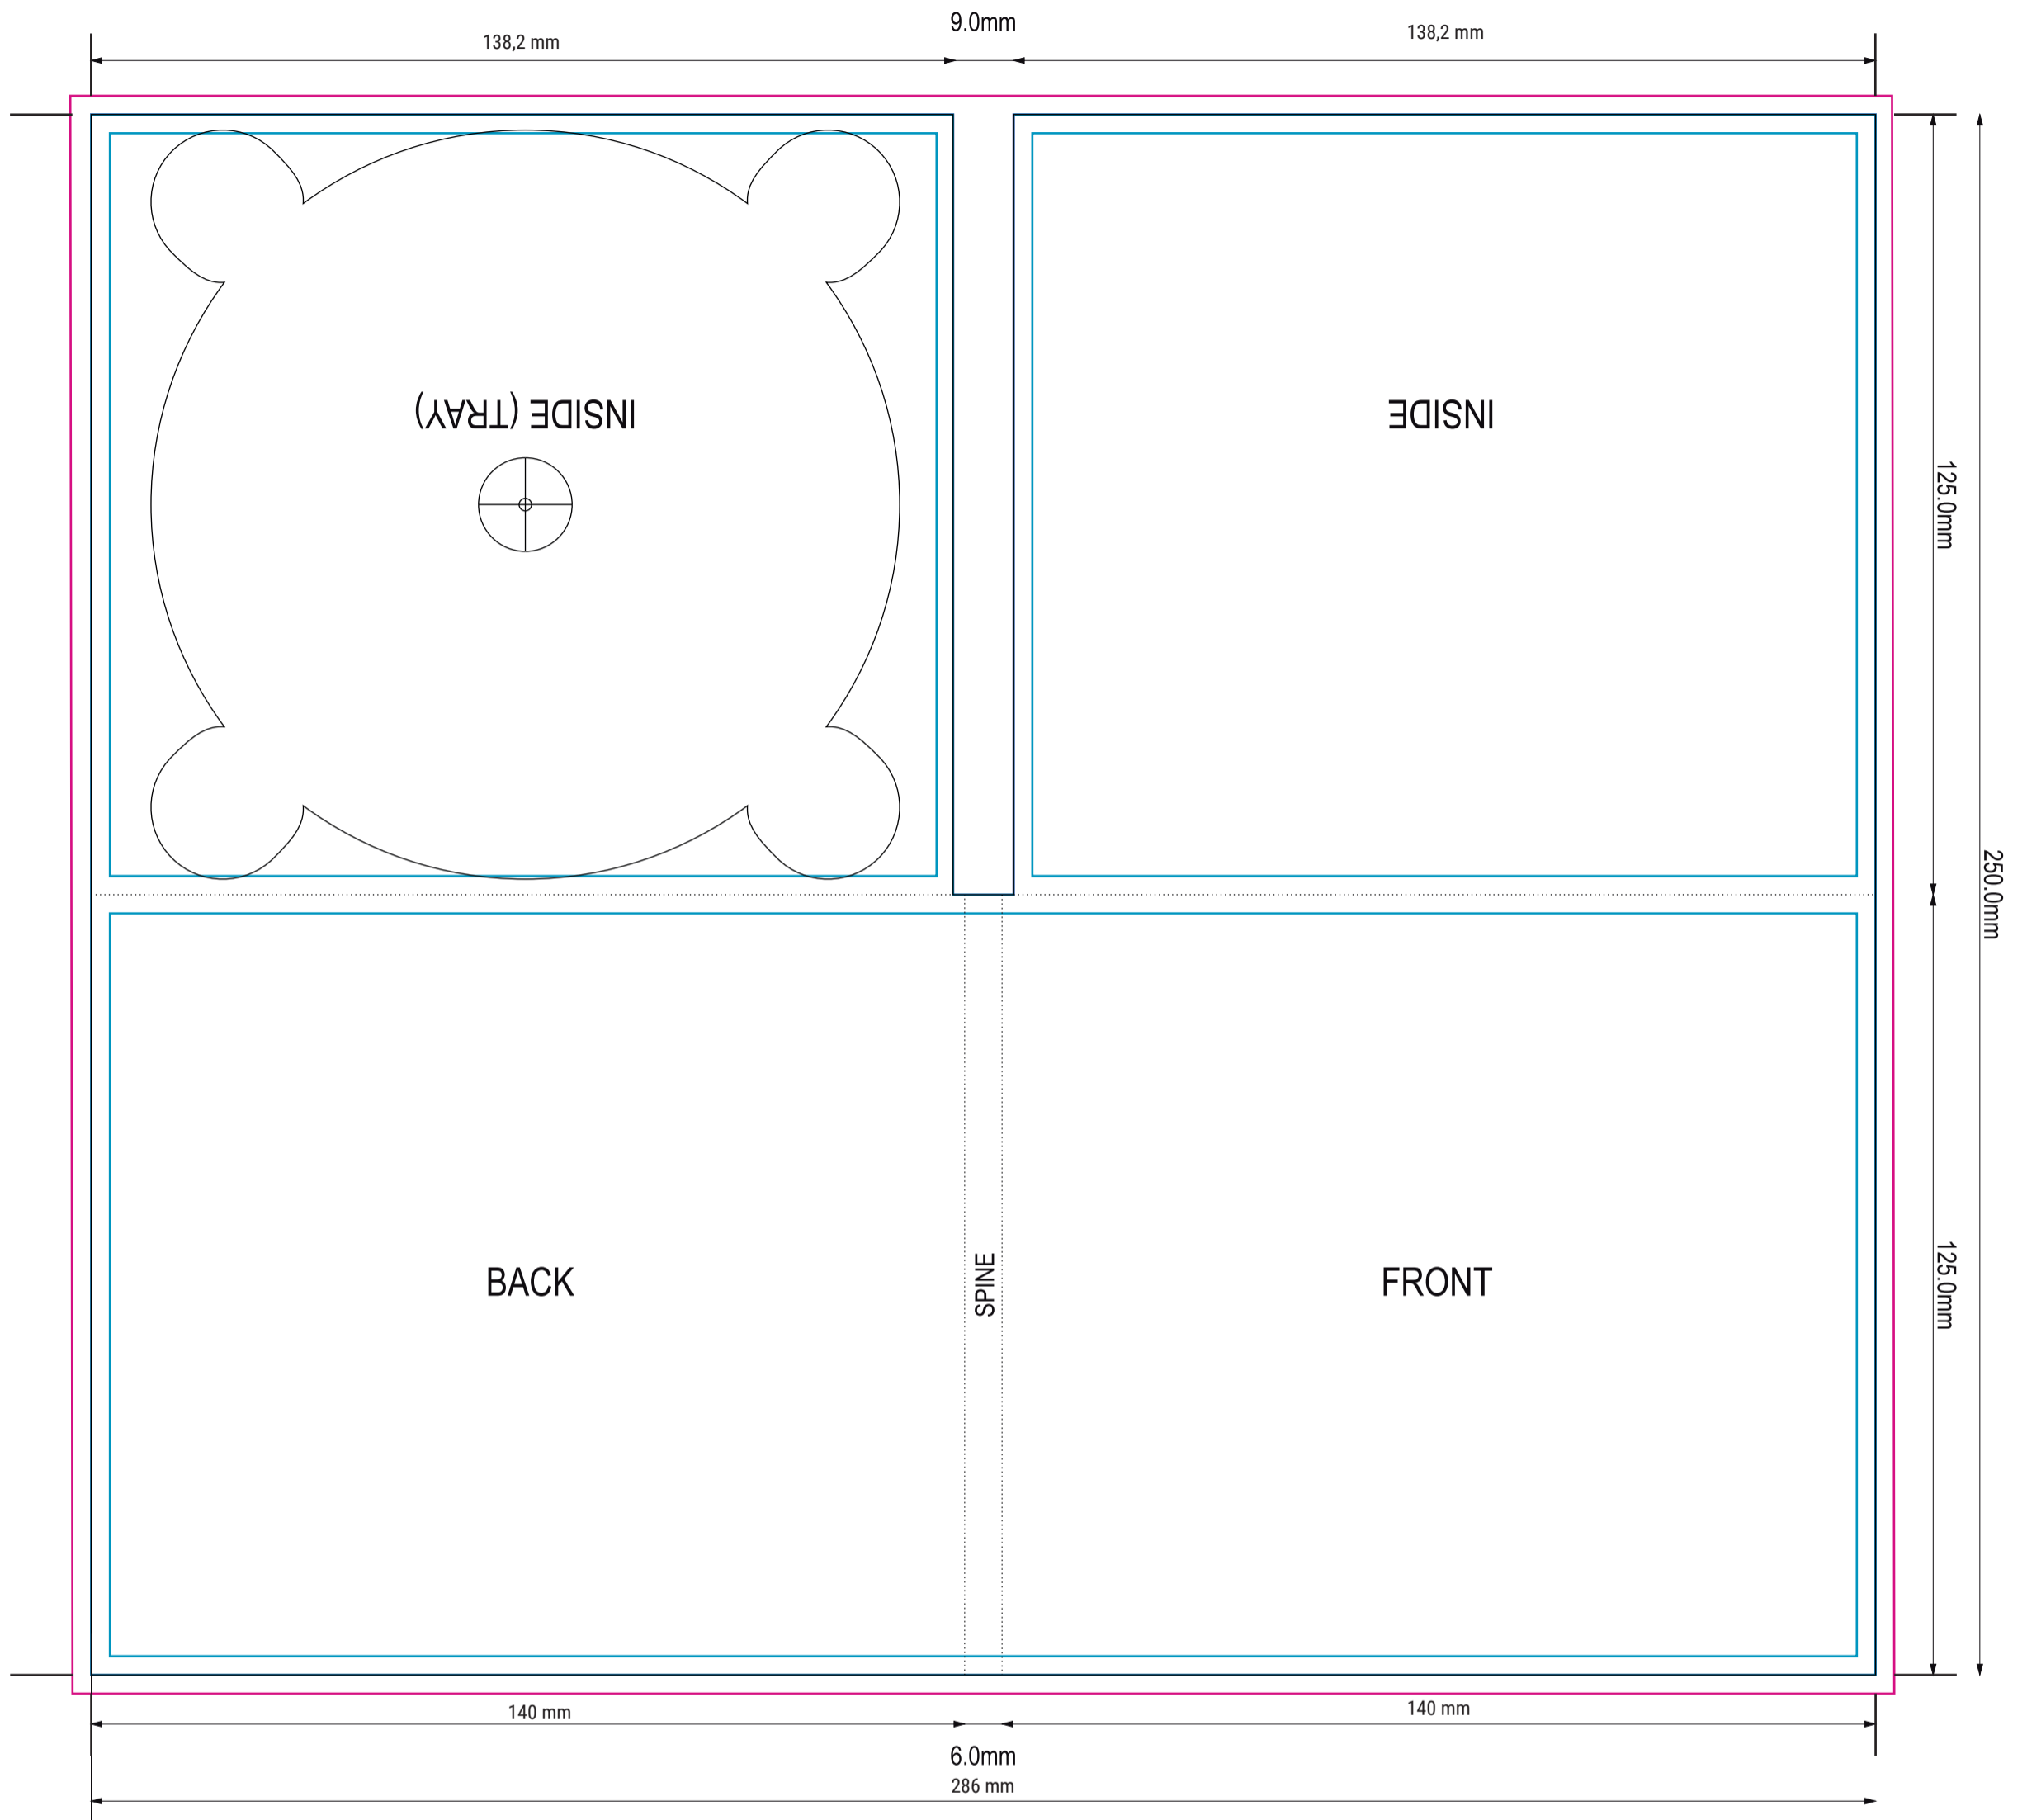 9.0mm
138,2 mm
138,2 mm
INSIDE (TRAY)
INSIDE
125.0mm
250.0mm
BACK
SPINE
FRONT
125.0mm
140 mm
140 mm
6.0mm
286 mm